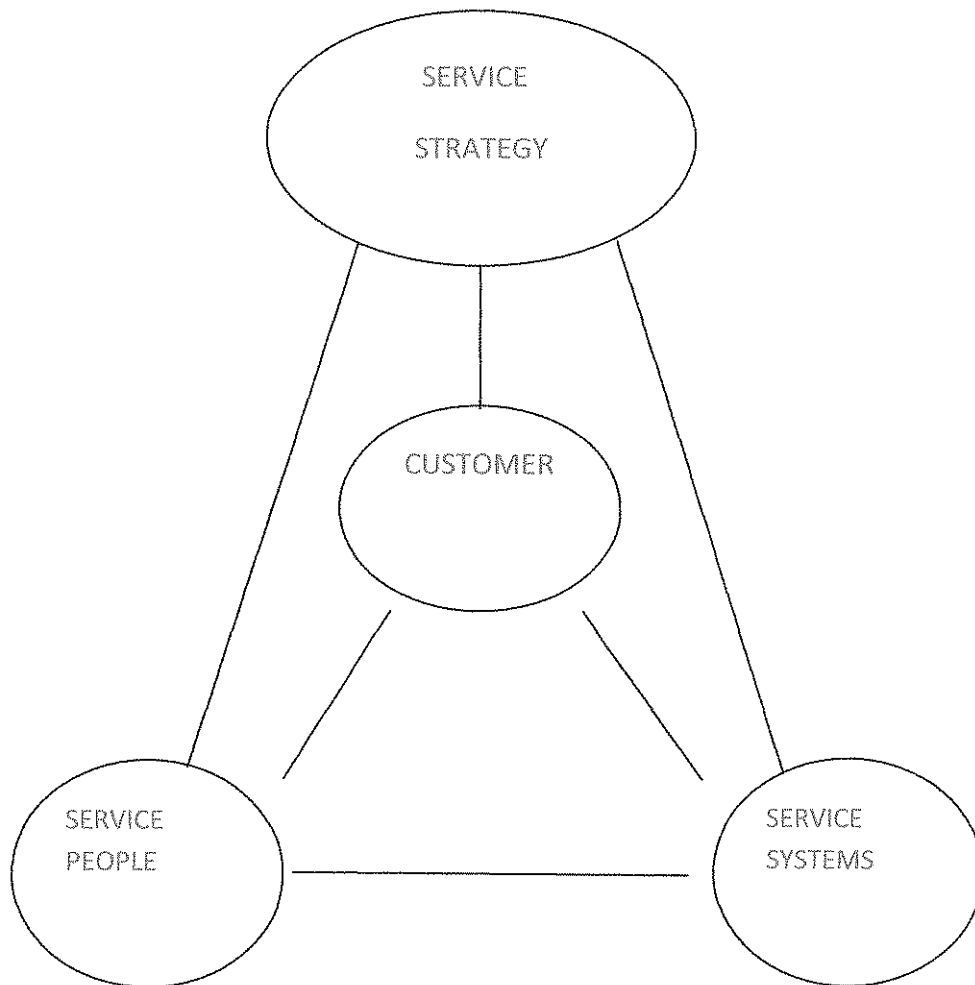 SERVICE
STRATEGY
CUSTOMER
SERVICE
PEOPLE
SERVICE
SYSTEMS